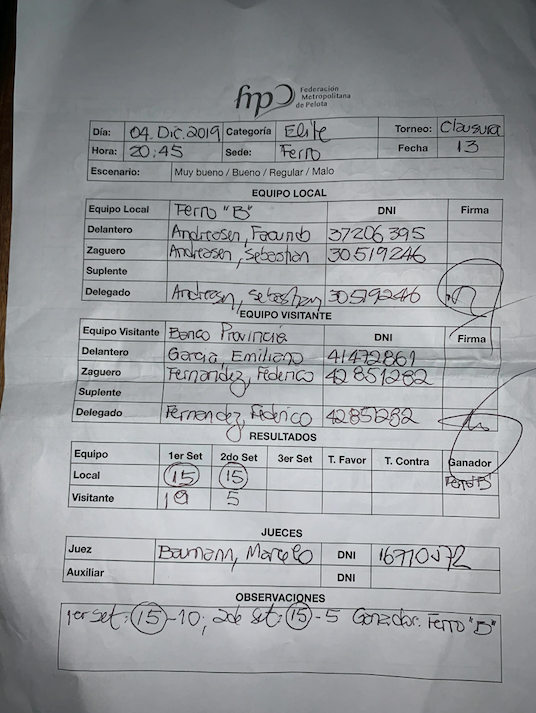 fmp
Federación
Metropolitana
de Pelota
Día: 04. Dic. 2019 Categoría Elite Torneo: Clausura
Hora: 20:45 Sede: Ferro Fecha 13
Escenario: Muy bueno / Bueno / Regular / Malo
EQUIPO LOCAL
Equipo Local Ferro "B" DNI Firma
Delantero Andreasen, Facundo 37206395
Zaguero Andreasen, Sebastian 30519246
Suplente
Delegado Andreasen, Sebastian 30519246
EQUIPO VISITANTE
Equipo Visitante Banco Provincia DNI Firma
Delantero Garcia, Emiliano 41472861
Zaguero Fernandez, Federico 42851282
Suplente
Delegado Fernandez, Federico 42851282
RESULTADOS
Equipo 1er Set 2do Set 3er Set T. Favor T. Contra Ganador
Local 15 15 Ferro B
Visitante 5
JUECES
Juez Baumann, Marcelo DNI
Auxiliar DNI
OBSERVACIONES
1er set: 15-10; 2do set: 15-5 Ganador: Ferro "B"